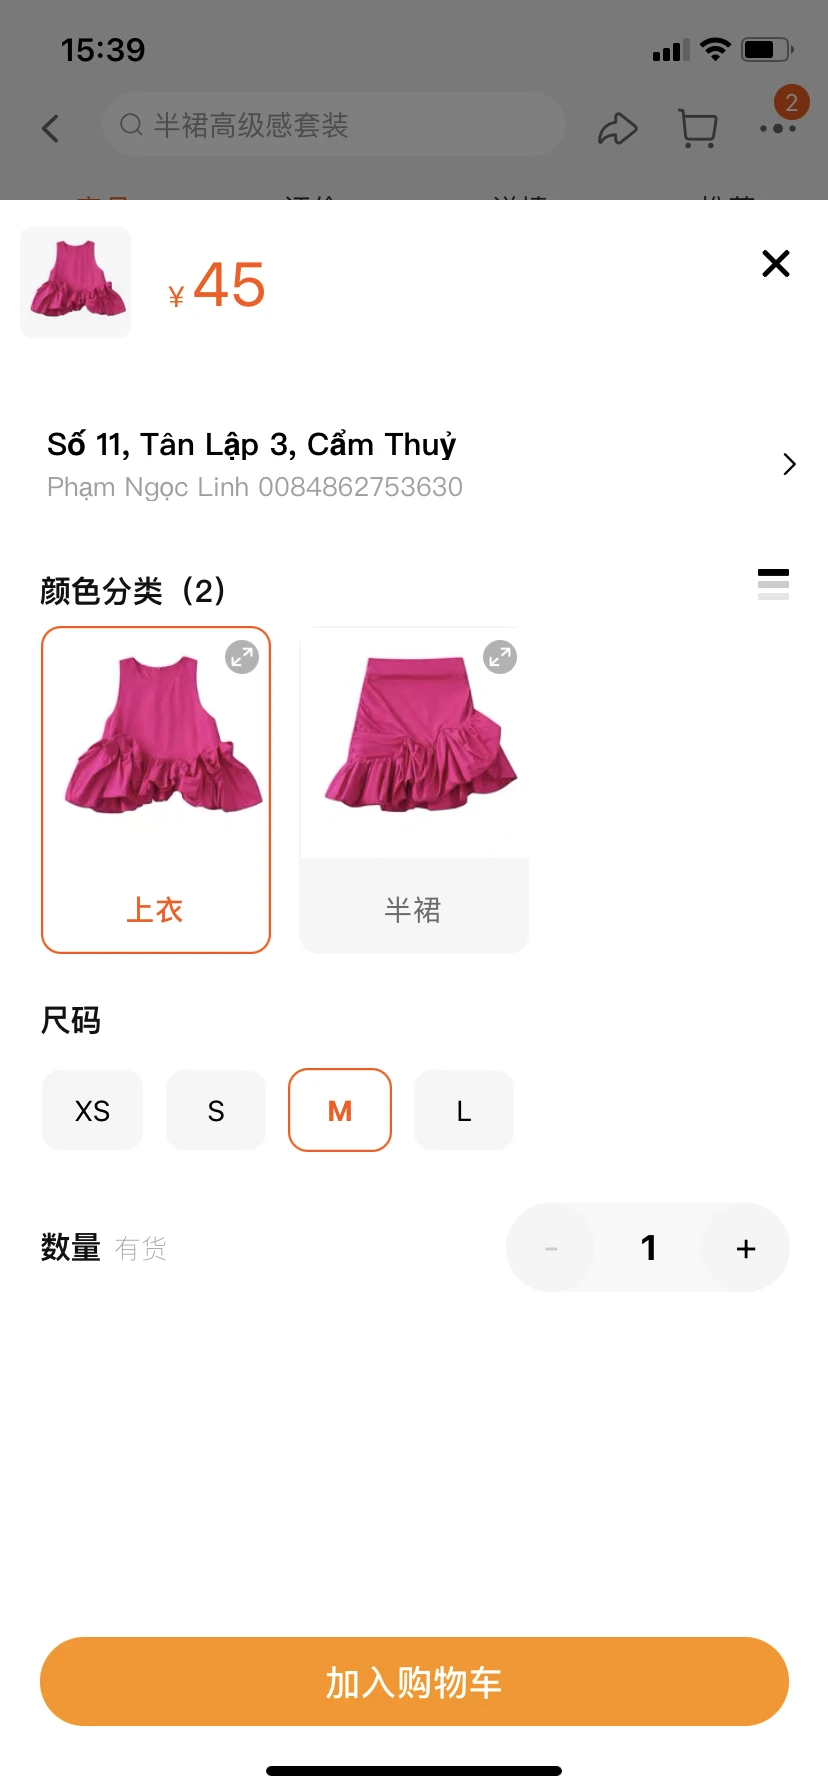 15:39
半裙高级感套装
2
¥45
Số 11, Tân Lập 3, Cẩm Thuỷ
Phạm Ngọc Linh 0084862753630
颜色分类（2）
上衣
半裙
尺码
XS
S
M
L
数量 有货
- 1 +
加入购物车